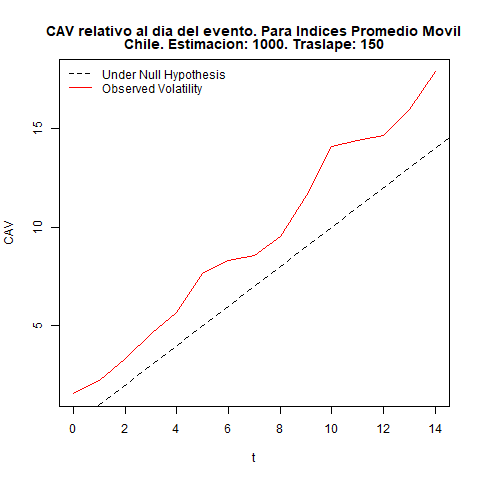 CAV relativo al dia del evento. Para Indices Promedio Movil
Chile. Estimacion: 1000. Traslape: 150
Under Null Hypothesis
Observed Volatility
15
10
5
CAV
0 2 4 6 8 10 12 14
t